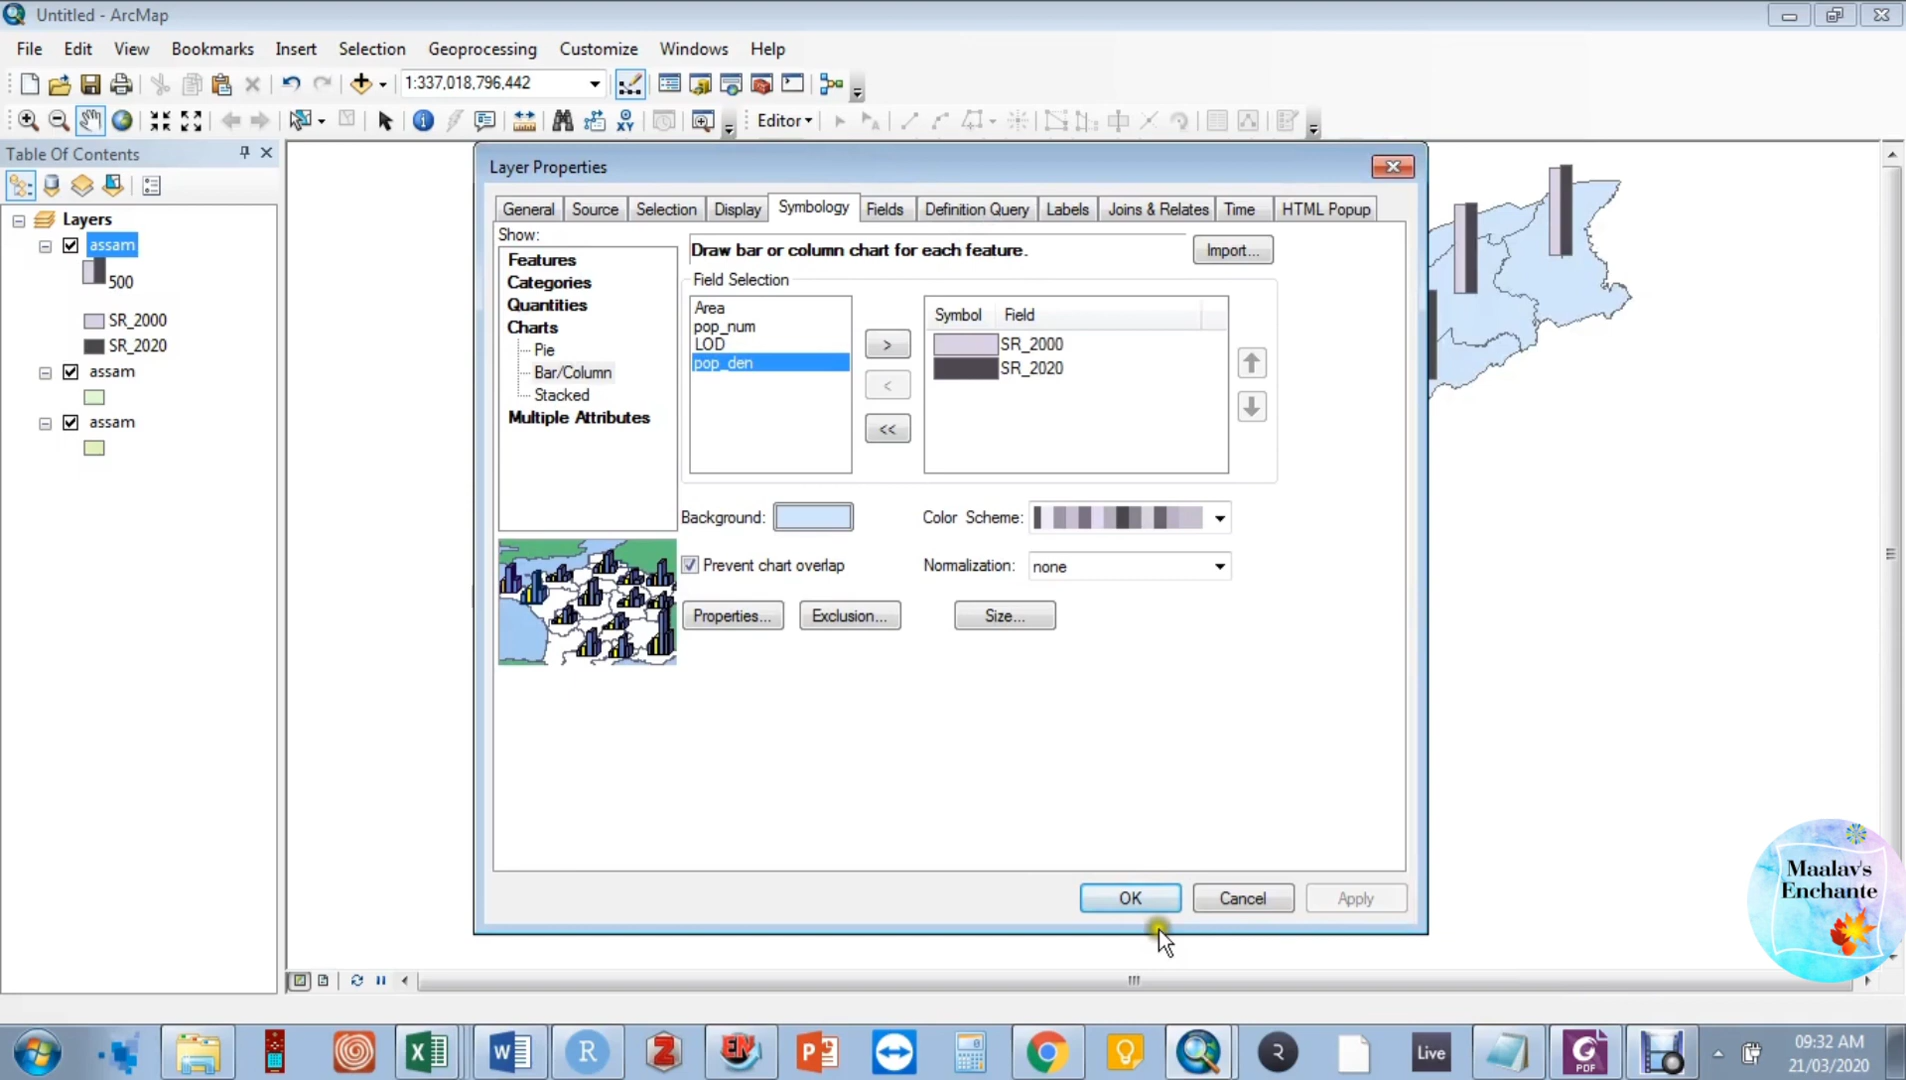 Untitled - ArcMap
File Edit View Bookmarks Insert Selection Geoprocessing Customize Windows Help
1:337,018,796,442
Editor
Table Of Contents
Layers
assam
500
SR_2000
SR_2020
assam
assam
Layer Properties
General Source Selection Display Symbology Fields Definition Query Labels Joins & Relates Time HTML Popup
Show:
Features
Categories
Quantities
Charts
Pie
Bar/Column
Stacked
Multiple Attributes
Draw bar or column chart for each feature.
Import...
Field Selection
Area
pop_num
LOD
pop_den
>
<
<<
Symbol Field
SR_2000
SR_2020
Background:
Color Scheme:
Prevent chart overlap
Normalization: none
Properties... Exclusion... Size...
OK Cancel Apply
Maalav's
Enchante
Live
PDF
09:32 AM
21/03/2020